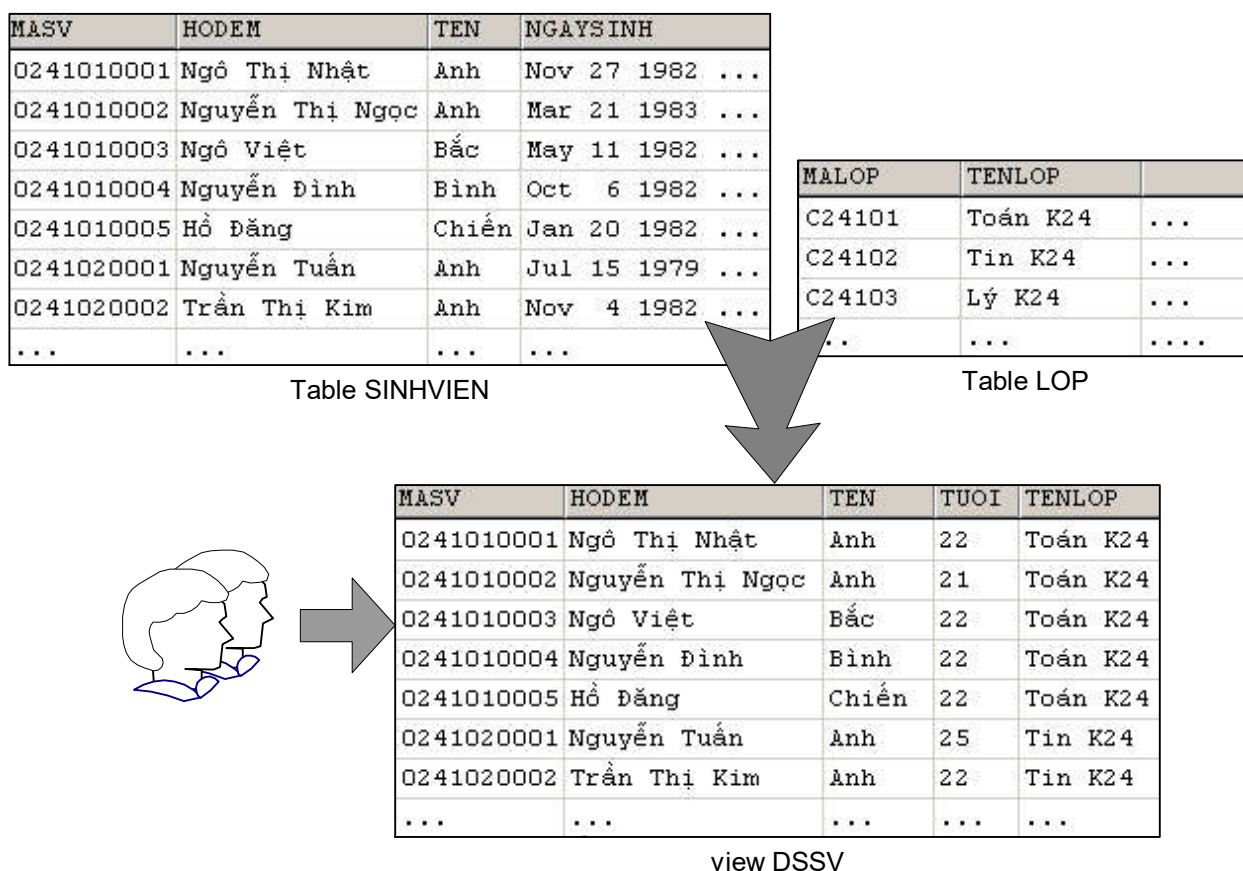 MASV HODEM TEN NGAYSINH
0241010001 Ngô Thị Nhật Anh Nov 27 1982 ...
0241010002 Nguyễn Thị Ngọc Anh Mar 21 1983 ...
0241010003 Ngô Việt Bắc May 11 1982 ...
0241010004 Nguyễn Đình Bình Oct 6 1982 ...
0241010005 Hồ Đăng Chiến Jan 20 1982 ...
0241020001 Nguyễn Tuấn Anh Jul 15 1979 ...
0241020002 Trần Thị Kim Anh Nov 4 1982 ...
... ... ... ...
Table SINHVIEN
MALOP TENLOP
C24101 Toán K24 ...
C24102 Tin K24 ...
C24103 Lý K24 ...
... ... ....
Table LOP
MASV HODEM TEN TUOI TENLOP
0241010001 Ngô Thị Nhật Anh 22 Toán K24
0241010002 Nguyễn Thị Ngọc Anh 21 Toán K24
0241010003 Ngô Việt Bắc 22 Toán K24
0241010004 Nguyễn Đình Bình 22 Toán K24
0241010005 Hồ Đăng Chiến 22 Toán K24
0241020001 Nguyễn Tuấn Anh 25 Tin K24
0241020002 Trần Thị Kim Anh 22 Tin K24
... ... ... ... ...
view DSSV